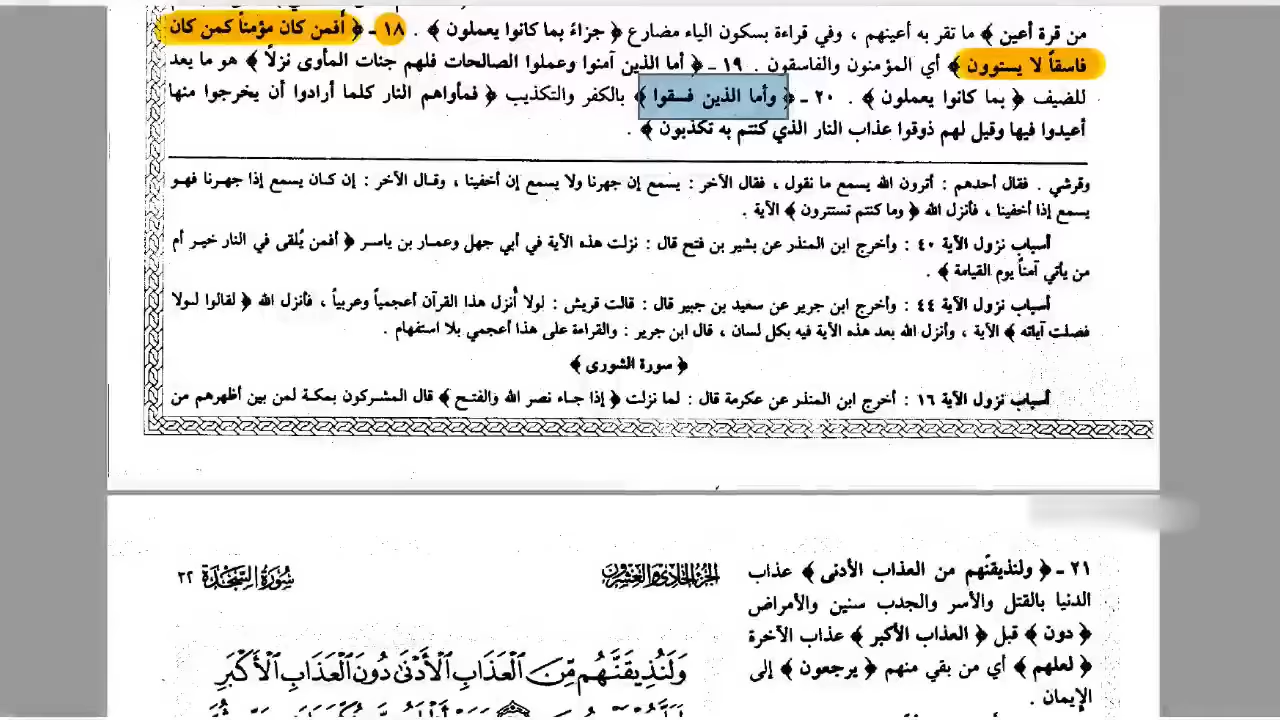 من قرة أعين ﴾ ما تقر به أعينهم ، وفي قراءة بسكون الياء مضارع ﴿ جزاءً بما كانوا يعملون ﴾ . ١٨ ـ ﴿ أفمن كان مؤمناً كمن كان
فاسقاً لا يستوون ﴾ أي المؤمنون والفاسقون . ١٩ ـ ﴿ أما الذين آمنوا وعملوا الصالحات فلهم جنات المأوى نزلاً ﴾ هو ما يعد
للضيف ﴿ بما كانوا يعملون ﴾ . ٢٠ ـ ﴿ وأما الذين فسقوا ﴾ بالكفر والتكذيب ﴿ فمأواهم النار كلما أرادوا أن يخرجوا منها
أعيدوا فيها وقيل لهم ذوقوا عذاب النار الذي كنتم به تكذبون ﴾ .
وقرشي . فقال أحدهم : أترون الله يسمع ما نقول ، فقال الآخر : يسمع إن جهرنا ولا يسمع إن أخفينا ، وقال الآخر : إن كان يسمع إذا جهرنا فهو
يسمع إذا أخفينا ، فأنزل الله ﴿ وما كنتم تستترون ﴾ الآية .
أسباب نزول الآية ٤٠ : وأخرج ابن المنذر عن بشير بن فتح قال : نزلت هذه الآية في أبي جهل وعمار بن ياسر ﴿ أفمن يُلقى في النار خير أم
من يأتي آمناً يوم القيامة ﴾ .
أسباب نزول الآية ٤٤ : وأخرج ابن جرير عن سعيد بن جبير قال : قالت قريش : لولا أُنزل هذا القرآن أعجمياً وعربياً ، فأنزل الله ﴿ لقالوا لولا
فصلت آياته ﴾ الآية ، وأنزل الله بعد هذه الآية فيه بكل لسان ، قال ابن جرير : والقراءة على هذا أعجمي بلا استفهام .
﴿ سورة الشورى ﴾
أسباب نزول الآية ١٦ : أخرج ابن المنذر عن عكرمة قال : لما نزلت ﴿ إذا جاء نصر الله والفتح ﴾ قال المشركون بمكة لمن بين أظهرهم من
٢١ ـ ﴿ ولنذيقنّهم من العذاب الأدنى ﴾ عذاب
الدنيا بالقتل والأسر والجدب سنين والأمراض
﴿ دون ﴾ قبل ﴿ العذاب الأكبر ﴾ عذاب الآخرة
﴿ لعلهم ﴾ أي من بقي منهم ﴿ يرجعون ﴾ إلى
الإيمان .
الجزء الحادي والعشرون
سورة السجدة ٣٢
وَلَنُذِيقَنَّهُم مِّنَ الْعَذَابِ الْأَدْنَىٰ دُونَ الْعَذَابِ الْأَكْبَرِ